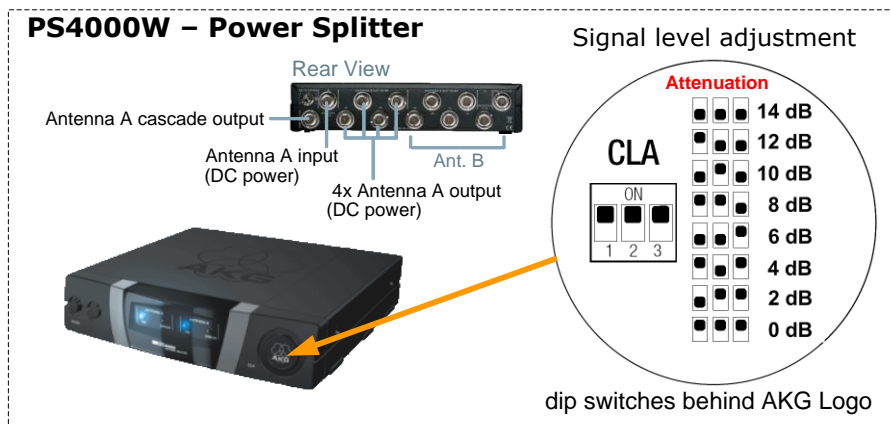 PS4000W – Power Splitter
Rear View
Antenna A cascade output
Antenna A input
(DC power)
4x Antenna A output
(DC power)
Ant. B
AKG
AKG
Signal level adjustment
Attenuation
CLA
ON
1 2 3
14 dB
12 dB
10 dB
8 dB
6 dB
4 dB
2 dB
0 dB
dip switches behind AKG Logo